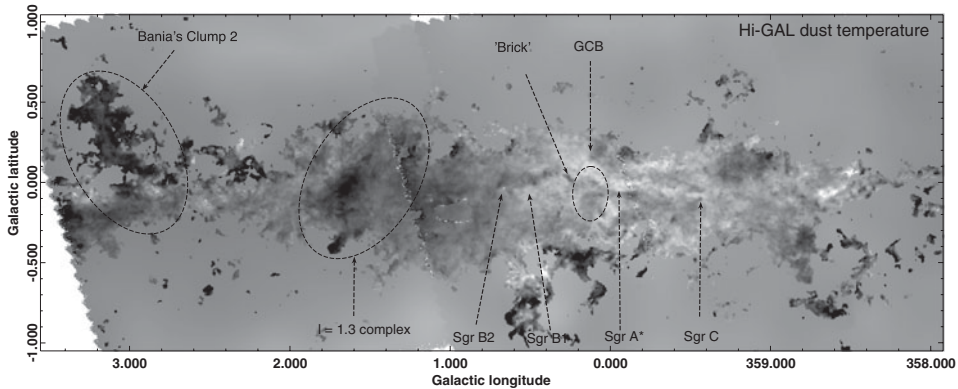 Hi-GAL dust temperature
Bania's Clump 2
'Brick'
GCB
l = 1.3 complex
Sgr B2
Sgr B1
Sgr A*
Sgr C
Galactic latitude
1.000
0.500
0.000
-0.500
-1.000
3.000
2.000
1.000
0.000
359.000
358.000
Galactic longitude